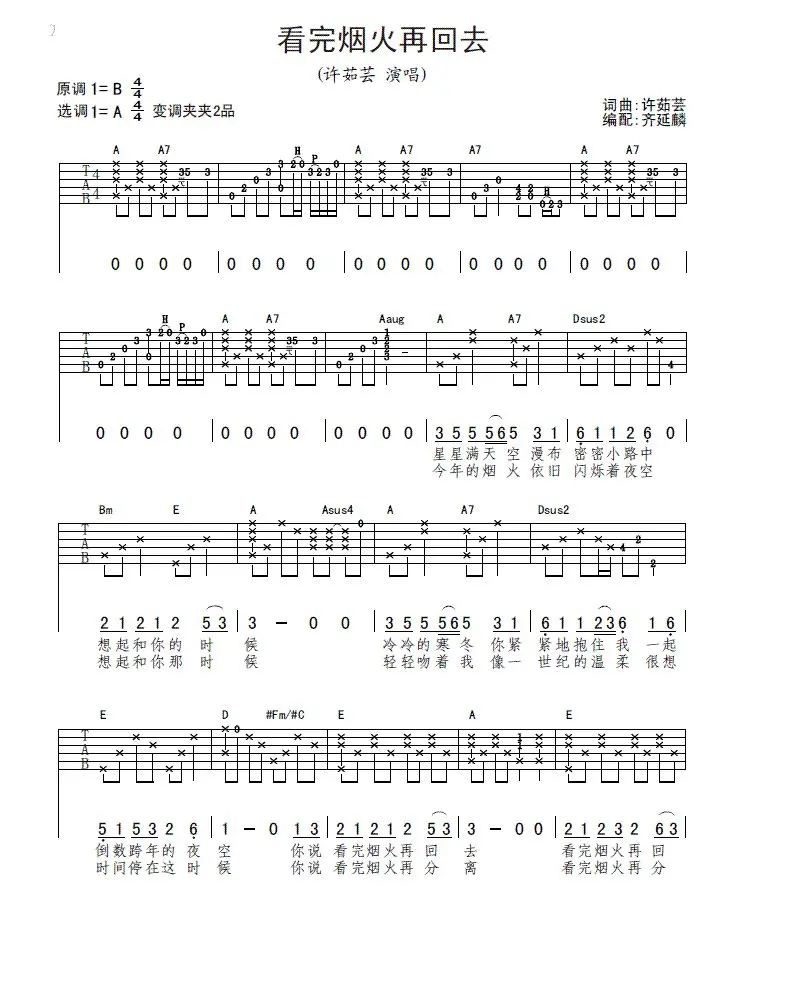 看完烟火再回去
(许茹芸 演唱)
原调 1= B 4/4
选调 1= A 4/4 变调夹夹2品
词曲:许茹芸
编配:齐延麟
A A7 A7 A7 A A7
H P H
T A B 4 4
0 0 0 0 0 0 0 0 0 0 0 0 0 0 0 0 0 0 0 0
H P A A7 Aaug A A7 Dsus2
T A B
0 0 0 0 0 0 0 0 0 0 0 0 3 5 5 5 6 5 3 1 6 1 1 2 6 0
星星满天 空 漫布 密密小路中
今年的烟 火 依旧 闪烁着夜空
Bm E A Asus4 A A7 Dsus2
T A B
2 1 2 1 2 5 3 3 - 0 0 3 5 5 5 6 5 3 1 6 1 1 2 3 6 1 6
想起和你的 时 候 冷冷的寒 冬 你紧 紧地抱住 我 一起
想起和你那 时 候 轻轻吻着 我 像一 世纪的温 柔 很想
E D #Fm/#C E A E
T A B
5 1 5 3 2 6 1 - 0 1 3 2 1 2 1 2 5 3 3 - 0 0 2 1 2 3 2 6 3
倒数跨年的 夜 空 你说 看完烟火再 回 去 看完烟火再 回
时间停在这 时 候 你说 看完烟火再 分 离 看完烟火再 分